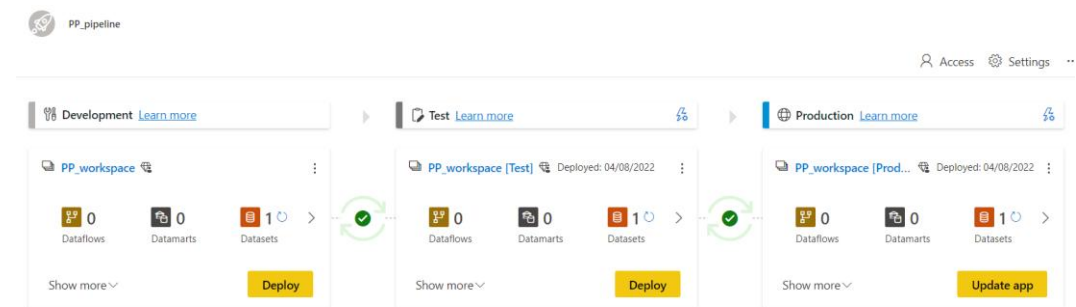 PP_pipeline
Access Settings ...
Development Learn more
Test Learn more
Production Learn more
PP_workspace
PP_workspace [Test] Deployed: 04/08/2022
PP_workspace [Prod... Deployed: 04/08/2022
0 0 1
0 0 1
0 0 1
Dataflows Datamarts Datasets
Dataflows Datamarts Datasets
Dataflows Datamarts Datasets
Show more Deploy
Show more Deploy
Show more Update app